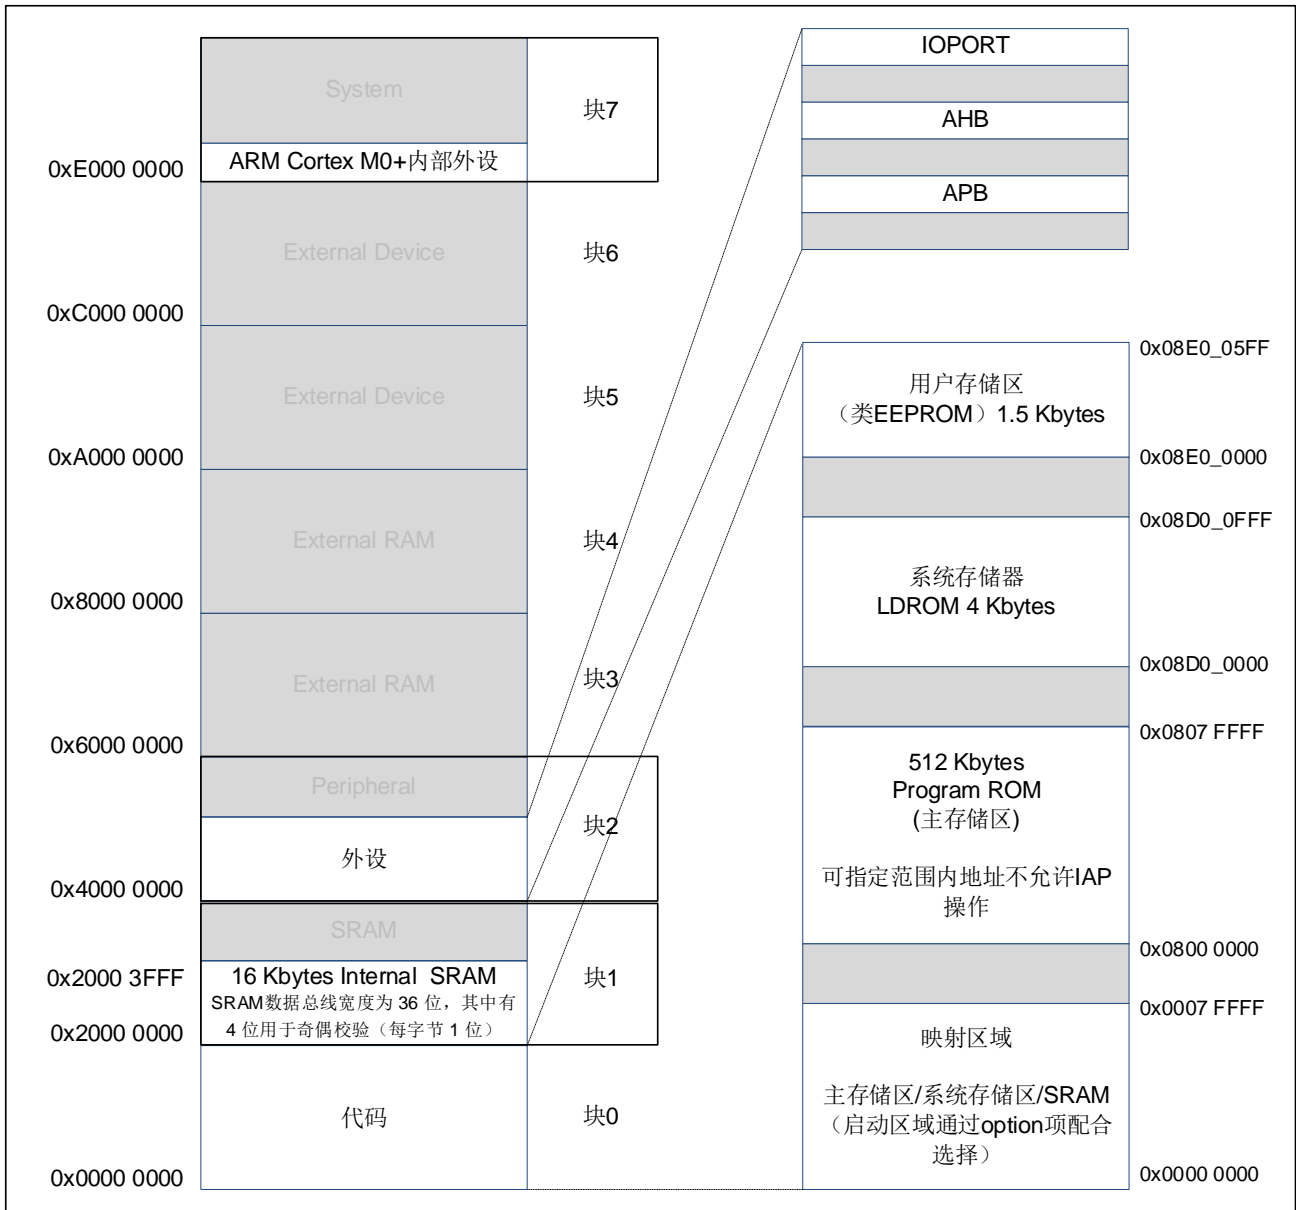 System
块7
ARM Cortex M0+内部外设
0xE000 0000
External Device
块6
0xC000 0000
External Device
块5
0xA000 0000
External RAM
块4
0x8000 0000
External RAM
块3
0x6000 0000
Peripheral
块2
外设
0x4000 0000
SRAM
块1
0x2000 3FFF
16 Kbytes Internal SRAM
SRAM数据总线宽度为 36 位，其中有
4 位用于奇偶校验（每字节 1 位）
0x2000 0000
代码
块0
0x0000 0000
IOPORT
AHB
APB
0x08E0_05FF
用户存储区
（类EEPROM）1.5 Kbytes
0x08E0_0000
0x08D0_0FFF
系统存储器
LDROM 4 Kbytes
0x08D0_0000
0x0807 FFFF
512 Kbytes
Program ROM
(主存储区)
可指定范围内地址不允许IAP
操作
0x0800 0000
0x0007 FFFF
映射区域
主存储区/系统存储区/SRAM
（启动区域通过option项配合
选择）
0x0000 0000